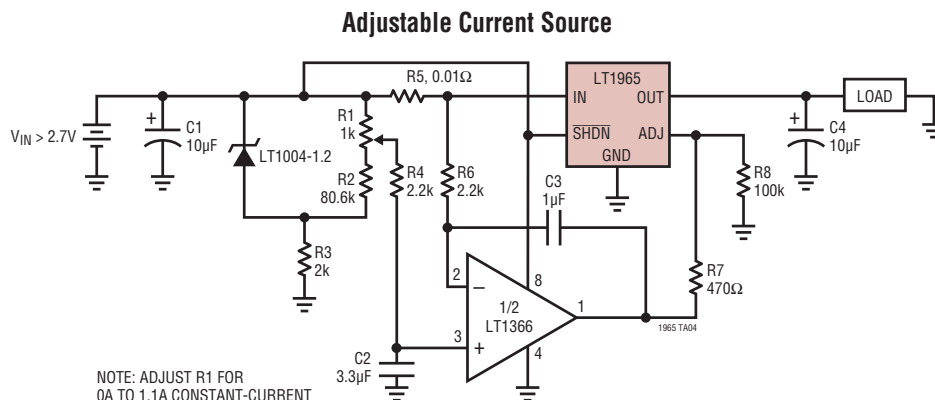 Adjustable Current Source
R5, 0.01Ω
LT1965
IN
OUT
LOAD
R1
1k
VIN > 2.7V
+
C1
10µF
SHDN
ADJ
+
C4
10µF
LT1004-1.2
GND
R2
80.6k
R4
2.2k
R6
2.2k
C3
1µF
R8
100k
R3
2k
2
–
8
R7
470Ω
1/2
LT1366
1
1965 TA04
3
+
4
C2
3.3µF
NOTE: ADJUST R1 FOR
0A TO 1.1A CONSTANT-CURRENT